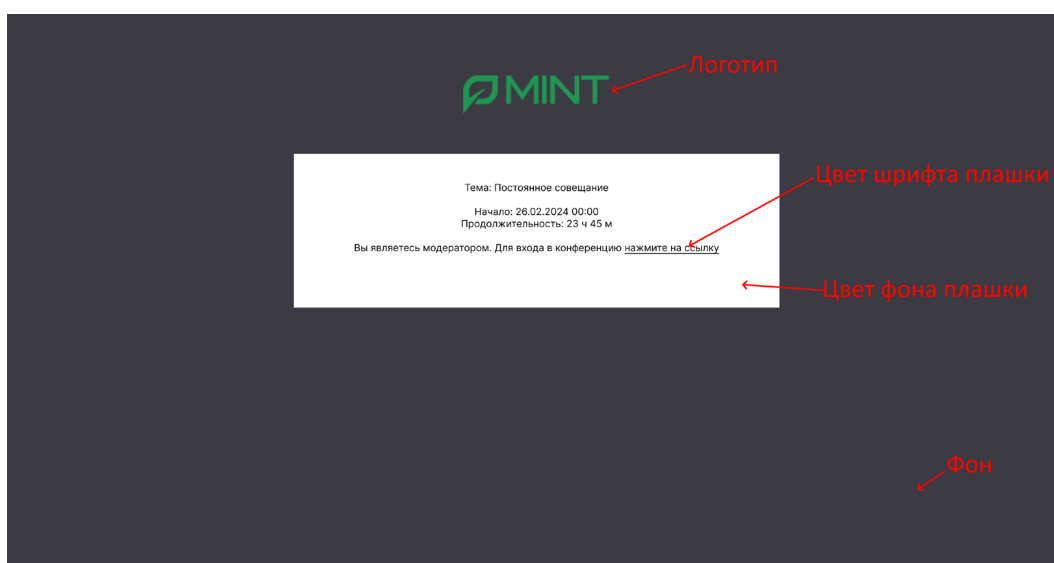 Логотип
MINT
Цвет шрифта плашки
Тема: Постоянное совещание
Начало: 26.02.2024 00:00
Продолжительность: 23 ч 45 м
Вы являетесь модератором. Для входа в конференцию нажмите на ссылку
Цвет фона плашки
Фон